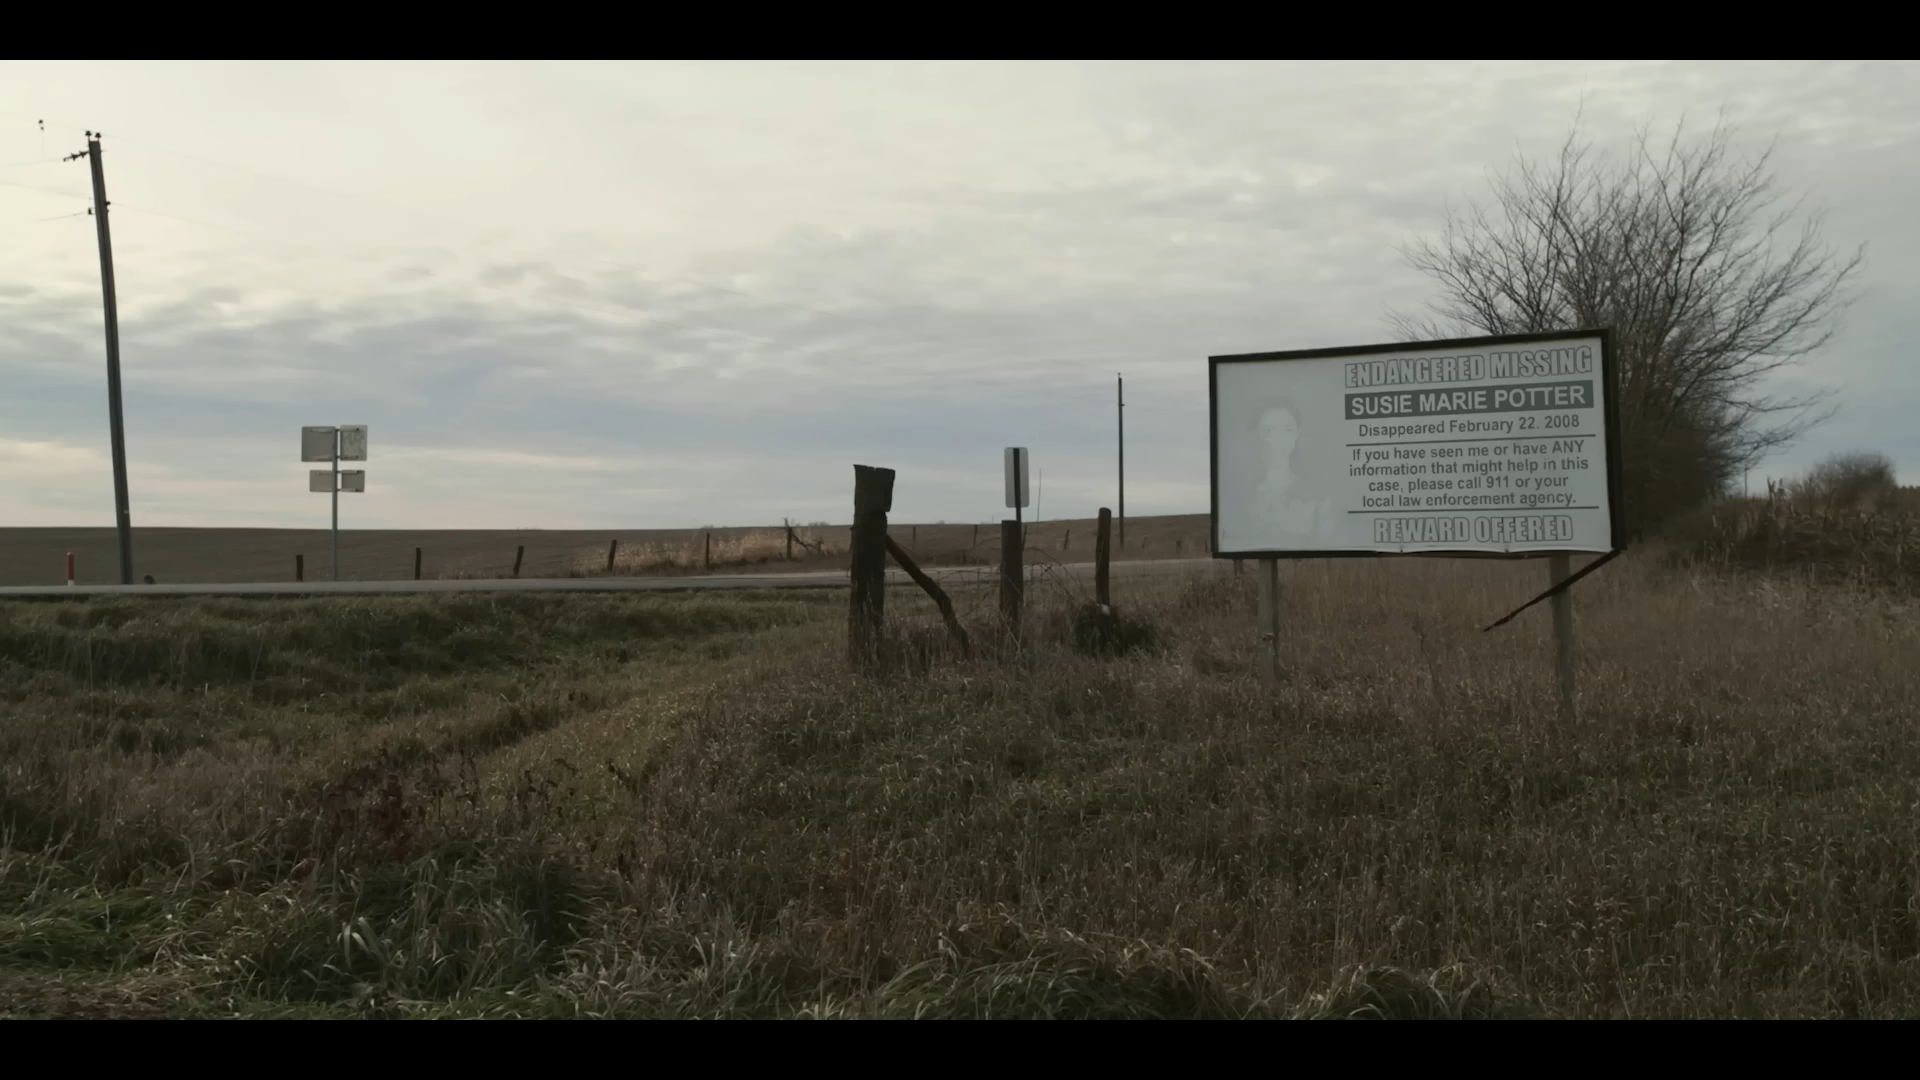 ENDANGERED MISSING
SUSIE MARIE POTTER
Disappeared February 22. 2008
If you have seen me or have ANY
information that might help in this
case, please call 911 or your
local law enforcement agency.
REWARD OFFERED